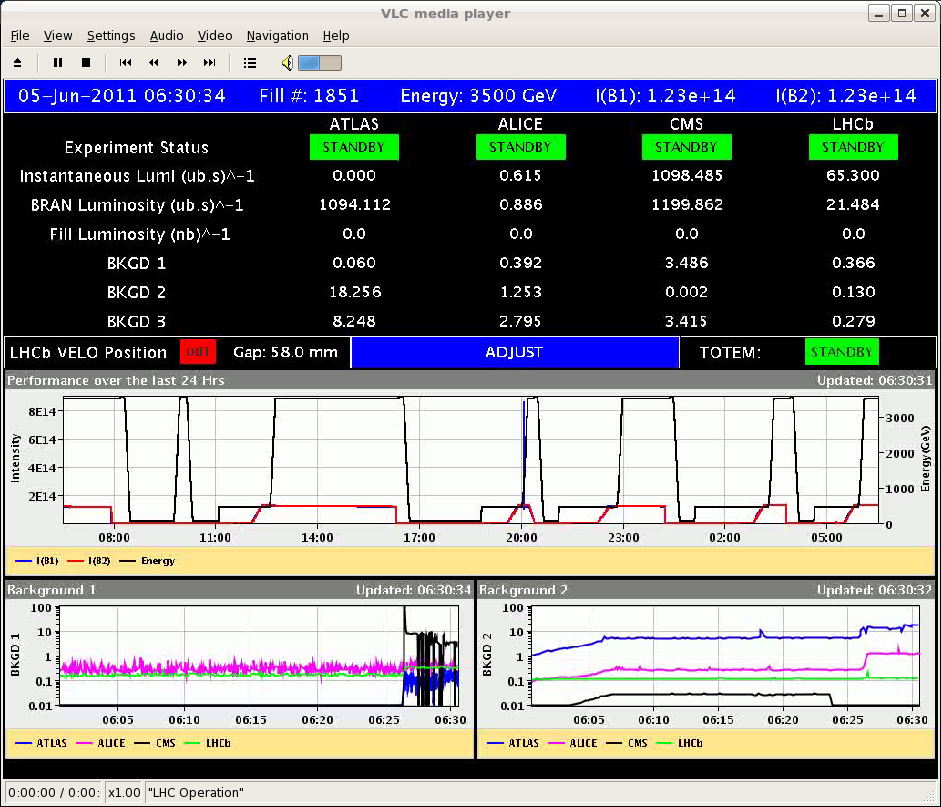 VLC media player
File View Settings Audio Video Navigation Help
05-Jun-2011 06:30:34 Fill #: 1851 Energy: 3500 GeV I(B1): 1.23e+14 I(B2): 1.23e+14
ATLAS ALICE CMS LHCb
Experiment Status STANDBY STANDBY STANDBY STANDBY
Instantaneous Lumi (ub.s)^-1 0.000 0.615 1098.485 65.300
BRAN Luminosity (ub.s)^-1 1094.112 0.886 1199.862 21.484
Fill Luminosity (nb)^-1 0.0 0.0 0.0 0.0
BKGD 1 0.060 0.392 3.486 0.366
BKGD 2 18.256 1.253 0.002 0.130
BKGD 3 8.248 2.795 3.415 0.279
LHCb VELO Position OUT Gap: 58.0 mm ADJUST TOTEM: STANDBY
Performance over the last 24 Hrs Updated: 06:30:31
Intensity
8E14
6E14
4E14
2E14
3000
2000
1000
0
Energy (GeV)
08:00 11:00 14:00 17:00 20:00 23:00 02:00 05:00
I(B1) I(B2) Energy
Background 1 Updated: 06:30:34
BKGD 1
100
10
1
0.1
0.01
06:05 06:10 06:15 06:20 06:25 06:30
ATLAS ALICE CMS LHCb
Background 2 Updated: 06:30:32
BKGD 2
100
10
1
0.1
0.01
06:05 06:10 06:15 06:20 06:25 06:30
ATLAS ALICE CMS LHCb
0:00:00 / 0:00: x1.00 "LHC Operation"